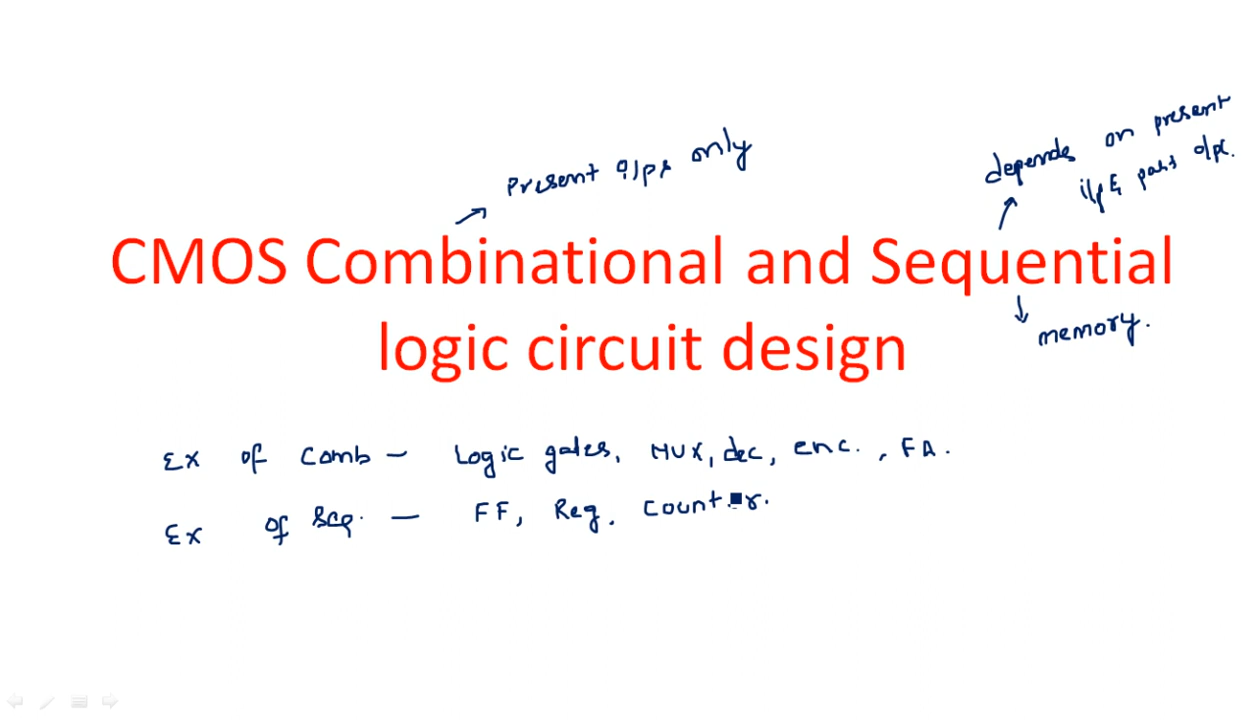 Present i/ps only
depends on present
i/p & past o/ps.
CMOS Combinational and Sequential
logic circuit design
memory.
Ex of Comb — Logic gates, MUX, dec, enc., FA.
Ex of Seq. — FF, Reg, Counter.